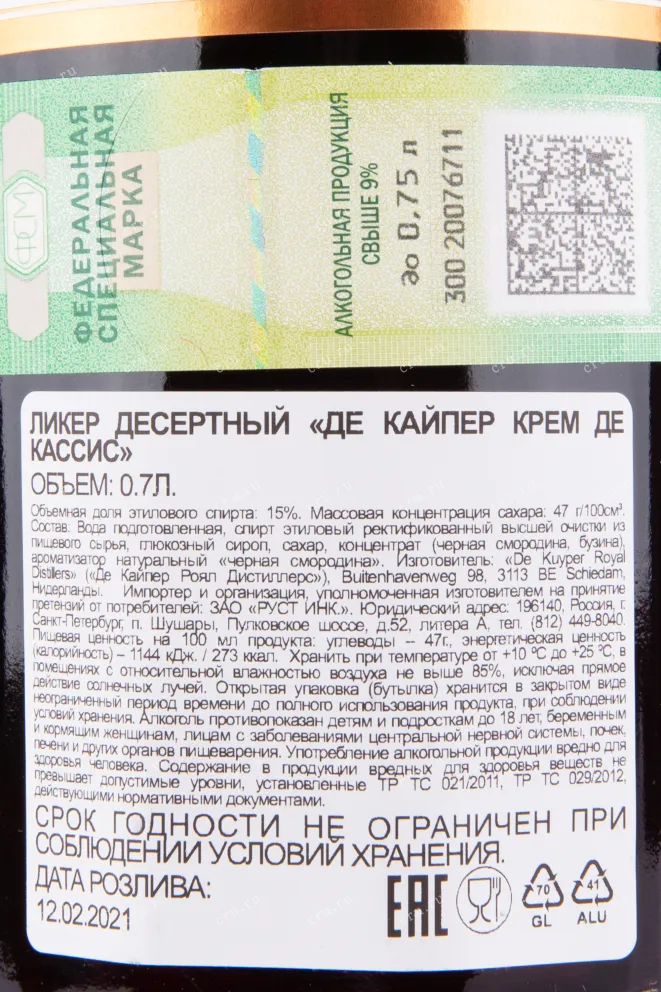 ФЕДЕРАЛЬНАЯ
СПЕЦИАЛЬНАЯ
МАРКА
ФСМ
АЛКОГОЛЬНАЯ ПРОДУКЦИЯ
СВЫШЕ 9%
до 0,75 л
300 20076711
ЛИКЕР ДЕСЕРТНЫЙ «ДЕ КАЙПЕР КРЕМ ДЕ
КАССИС»
ОБЪЕМ: 0.7Л.
Объемная доля этилового спирта: 15%. Массовая концентрация сахара: 47 г/100см³.
Состав: Вода подготовленная, спирт этиловый ректификованный высшей очистки из
пищевого сырья, глюкозный сироп, сахар, концентрат (черная смородина, бузина),
ароматизатор натуральный «черная смородина». Изготовитель: «De Kuyper Royal
Distillers» («Де Кайпер Роял Дистиллерс»), Buitenhavenweg 98, 3113 BE Schiedam,
Нидерланды. Импортер и организация, уполномоченная изготовителем на принятие
претензий от потребителей: ЗАО «РУСТ ИНК.». Юридический адрес: 196140, Россия, г.
Санкт-Петербург, п. Шушары, Пулковское шоссе, д.52, литера А, тел. (812) 449-8040.
Пищевая ценность на 100 мл продукта: углеводы – 47г., энергетическая ценность
(калорийность) – 1144 кДж. / 273 ккал. Хранить при температуре от +10 °С до +25 °С, в
помещениях с относительной влажностью воздуха не выше 85%, исключая прямое
действие солнечных лучей. Открытая упаковка (бутылка) хранится в закрытом виде
неограниченный период времени до полного использования продукта, при соблюдении
условий хранения. Алкоголь противопоказан детям и подросткам до 18 лет, беременным
и кормящим женщинам, лицам с заболеваниями центральной нервной системы, почек,
печени и других органов пищеварения. Употребление алкогольной продукции вредно для
здоровья человека. Содержание в продукции вредных для здоровья веществ не
превышает допустимые уровни, установленные ТР ТС 021/2011, ТР ТС 029/2012,
действующими нормативными документами.
СРОК ГОДНОСТИ НЕ ОГРАНИЧЕН ПРИ
СОБЛЮДЕНИИ УСЛОВИЙ ХРАНЕНИЯ.
ДАТА РОЗЛИВА:
12.02.2021
EAC
70
GL
41
ALU